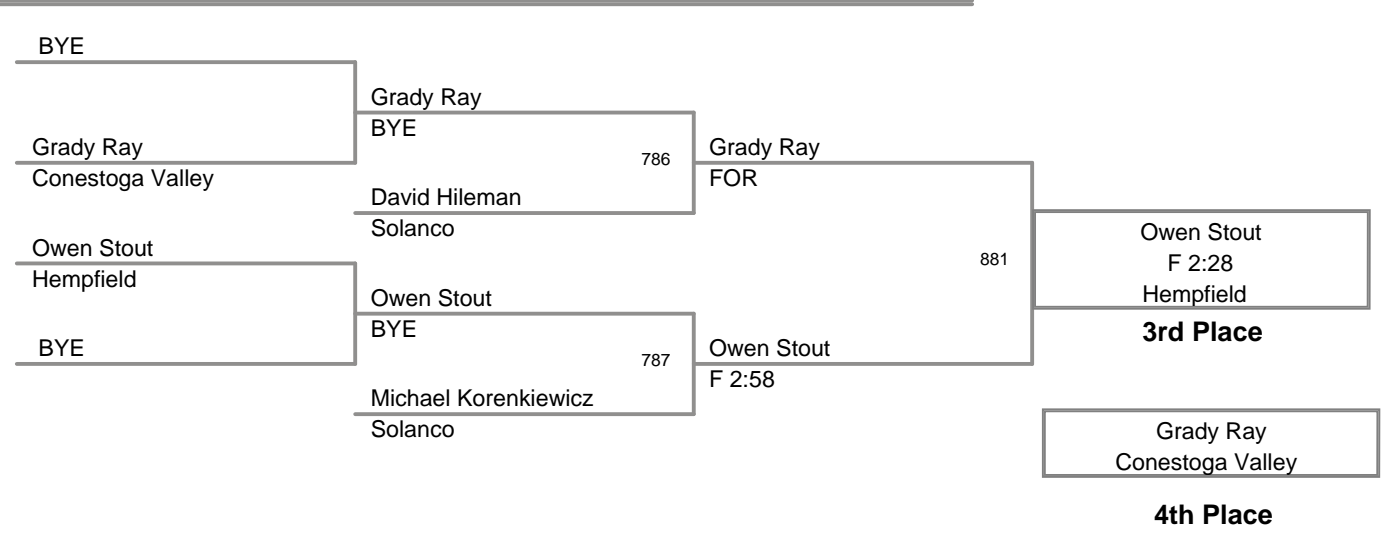 BYE
Grady Ray
BYE
Grady Ray
Conestoga Valley
786
Grady Ray
FOR
David Hileman
Solanco
Owen Stout
Hempfield
881
Owen Stout
F 2:28
Hempfield
3rd Place
Owen Stout
BYE
BYE
787
Owen Stout
F 2:58
Michael Korenkiewicz
Solanco
Grady Ray
Conestoga Valley
4th Place